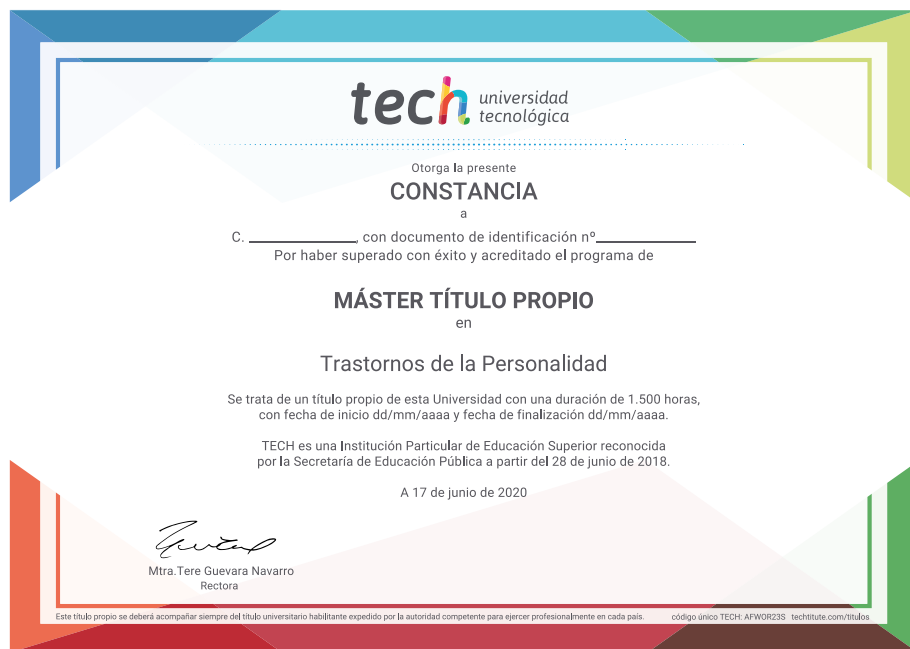 tech universidad
tecnológica
Otorga la presente
CONSTANCIA
a
C. ____________, con documento de identificación nº___________
Por haber superado con éxito y acreditado el programa de
MÁSTER TÍTULO PROPIO
en
Trastornos de la Personalidad
Se trata de un título propio de esta Universidad con una duración de 1.500 horas,
con fecha de inicio dd/mm/aaaa y fecha de finalización dd/mm/aaaa.
TECH es una Institución Particular de Educación Superior reconocida
por la Secretaría de Educación Pública a partir del 28 de junio de 2018.
A 17 de junio de 2020
Mtra.Tere Guevara Navarro
Rectora
Este título propio se deberá acompañar siempre del título universitario habilitante expedido por la autoridad competente para ejercer profesionalmente en cada país. código único TECH: AFWOR23S techtitute.com/titulos